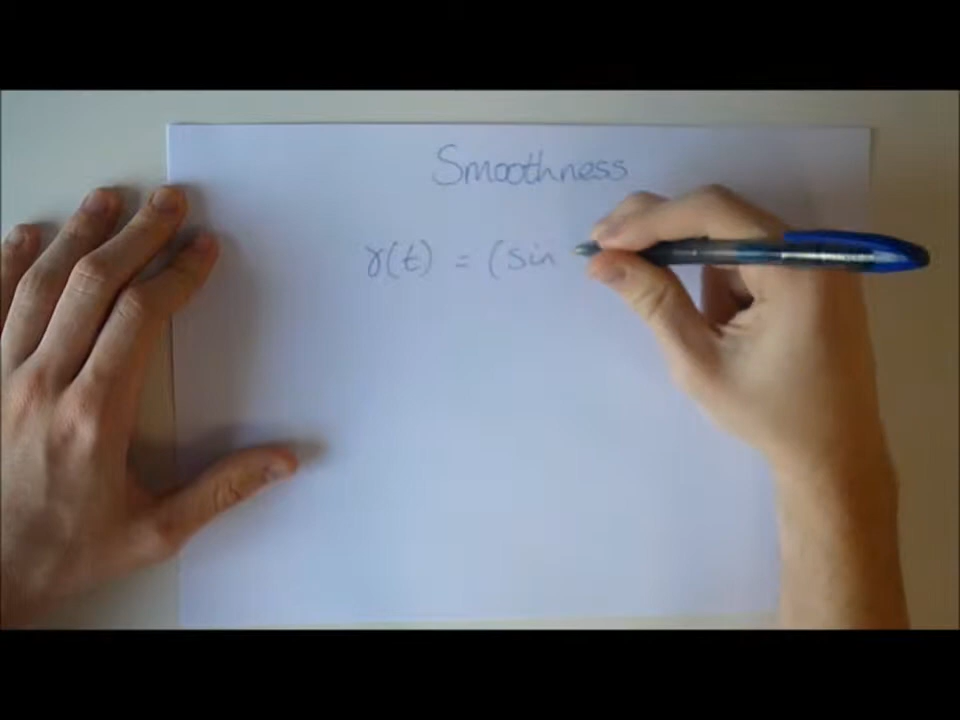 Smoothness
γ(t) = (sin